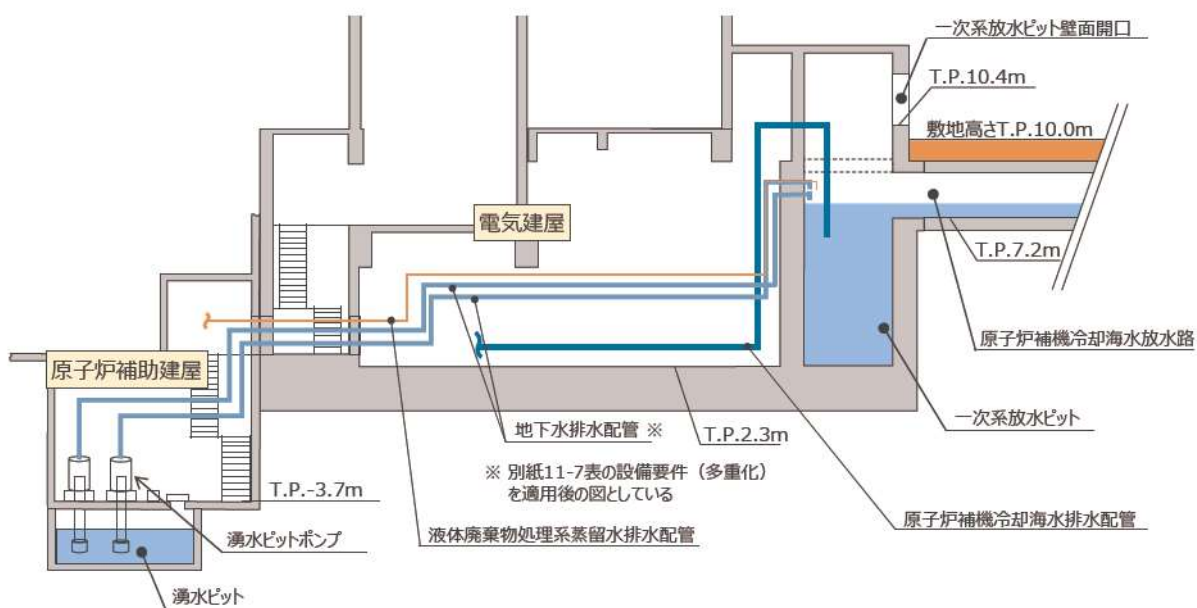 一次系放水ピット壁面開口
T.P.10.4m
敷地高さT.P.10.0m
電気建屋
T.P.7.2m
原子炉補機冷却海水放水路
原子炉補助建屋
一次系放水ピット
地下水排水配管 ※
T.P.2.3m
※ 別紙11-7表の設備要件（多重化）
を適用後の図としている
T.P.-3.7m
原子炉補機冷却海水排水配管
湧水ピットポンプ
液体廃棄物処理系蒸留水排水配管
湧水ピット